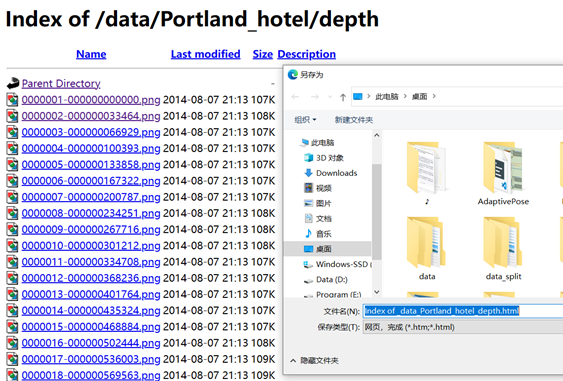 Index of /data/Portland_hotel/depth
Name Last modified Size Description
Parent Directory -
0000001-000000000000.png 2014-08-07 21:13 107K
0000002-000000033464.png 2014-08-07 21:13 108K
0000003-000000066929.png 2014-08-07 21:13 107K
0000004-000000100393.png 2014-08-07 21:13 107K
0000005-000000133858.png 2014-08-07 21:13 107K
0000006-000000167322.png 2014-08-07 21:13 107K
0000007-000000200787.png 2014-08-07 21:13 107K
0000008-000000234251.png 2014-08-07 21:13 108K
0000009-000000267716.png 2014-08-07 21:13 108K
0000010-000000301212.png 2014-08-07 21:13 108K
0000011-000000334708.png 2014-08-07 21:13 107K
0000012-000000368236.png 2014-08-07 21:13 107K
0000013-000000401764.png 2014-08-07 21:13 107K
0000014-000000435324.png 2014-08-07 21:13 107K
0000015-000000468884.png 2014-08-07 21:13 107K
0000016-000000502444.png 2014-08-07 21:13 108K
0000017-000000536003.png 2014-08-07 21:13 109K
0000018-000000569563.png 2014-08-07 21:13 109K
另存为
此电脑 > 桌面 >
组织 新建文件夹
此电脑
3D 对象
Downloads
视频
图片
文档
音乐
桌面
Windows-SSD (
Data (D:)
Program (E:)
♪
AdaptivePose
data
data_split
文件名(N): Index of _data_Portland_hotel_depth.html
保存类型(T): 网页，完成 (*.htm;*.html)
隐藏文件夹